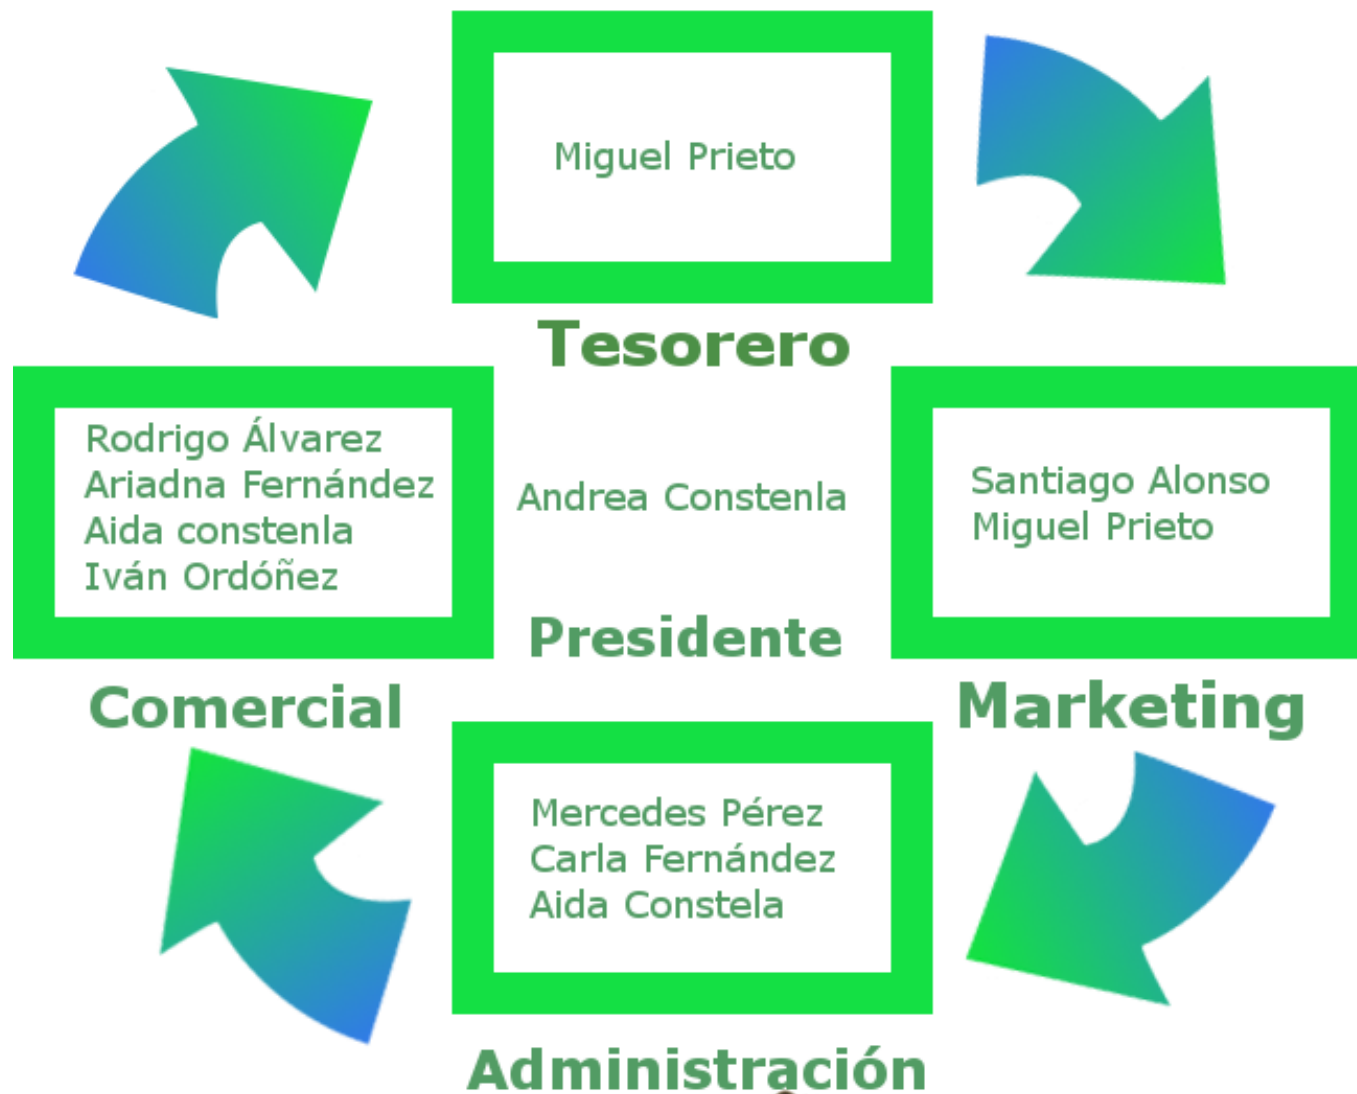 Miguel Prieto
Tesorero
Rodrigo Álvarez
Ariadna Fernández
Aida constenla
Iván Ordóñez
Comercial
Andrea Constenla
Presidente
Santiago Alonso
Miguel Prieto
Marketing
Mercedes Pérez
Carla Fernández
Aida Constela
Administración